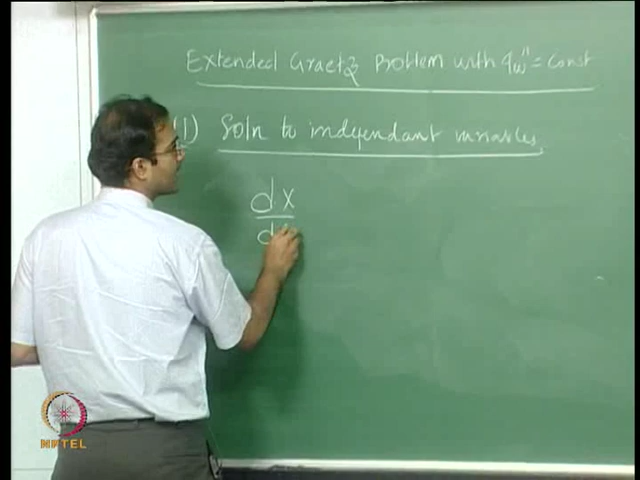 Extended Graetz Problem with q"w = const
(1) Soln to independant variables
dX
d
NPTEL